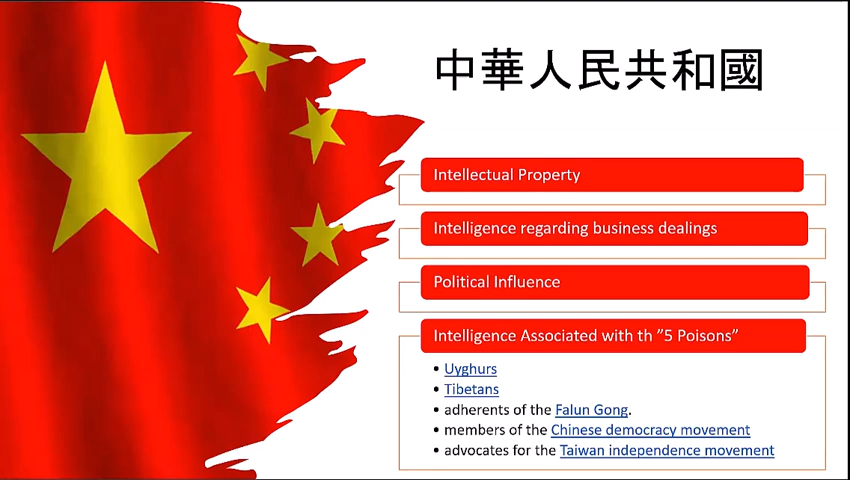 中華人民共和國
Intellectual Property
Intelligence regarding business dealings
Political Influence
Intelligence Associated with th ”5 Poisons”
• Uyghurs
• Tibetans
• adherents of the Falun Gong.
• members of the Chinese democracy movement
• advocates for the Taiwan independence movement